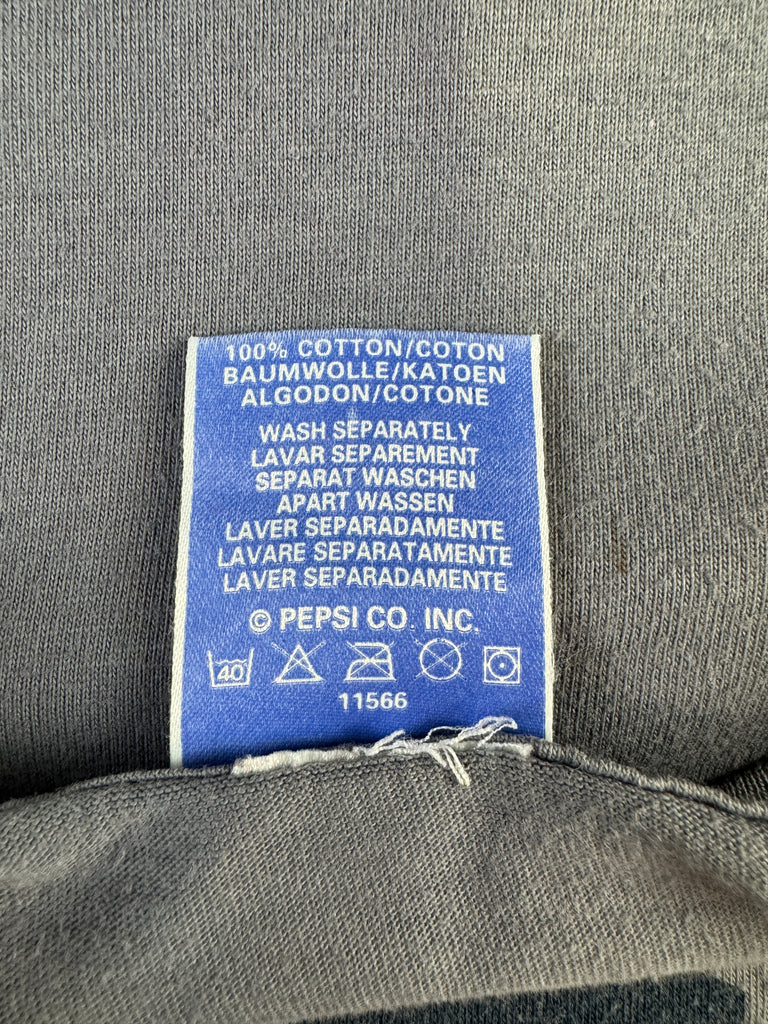 100% COTTON/COTON
BAUMWOLLE/KATOEN
ALGODON/COTONE
WASH SEPARATELY
LAVAR SEPAREMENT
SEPARAT WASCHEN
APART WASSEN
LAVER SEPARADAMENTE
LAVARE SEPARATAMENTE
LAVER SEPARADAMENTE
© PEPSI CO. INC.
40
11566